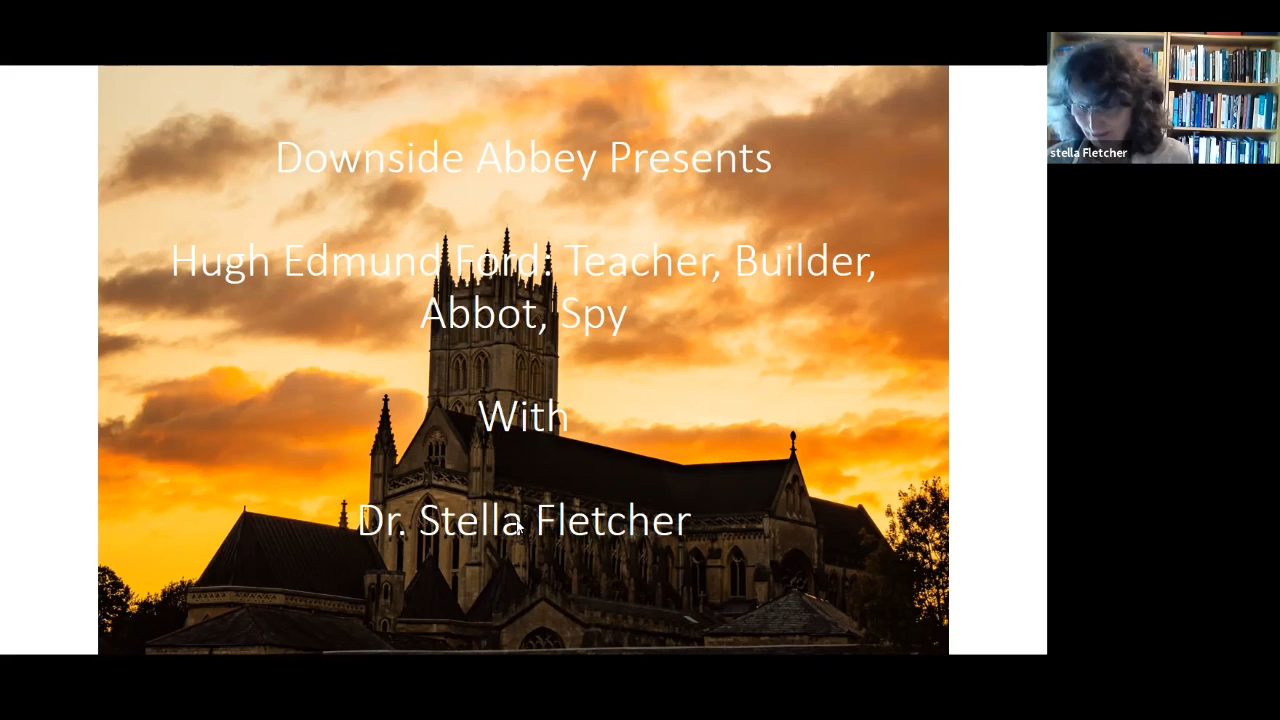 Downside Abbey Presents
Hugh Edmund Ford: Teacher, Builder,
Abbot, Spy
With
Dr. Stella Fletcher
stella Fletcher